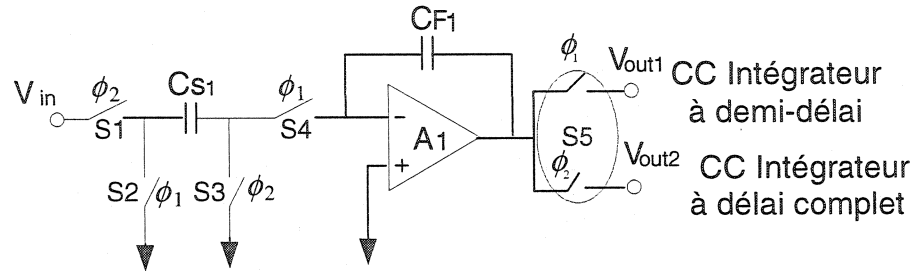 CF1
V in
ϕ2
S1
Cs1
ϕ1
S4
A1
S2
ϕ1
S3
ϕ2
ϕ1
S5
ϕ2
Vout1
CC Intégrateur
à demi-délai
Vout2
CC Intégrateur
à délai complet